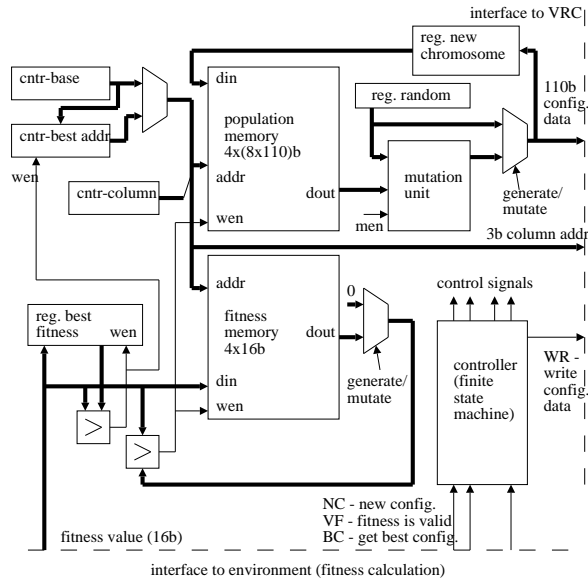 interface to VRC
reg. new
chromosome
cntr-base
din
110b
config.
data
reg. random
population
memory
4x(8x110)b
cntr-best addr
addr
mutation
unit
wen
cntr-column
dout
generate/
mutate
wen
men
3b column addr
addr
0
control signals
reg. best
fitness
wen
fitness
memory
4x16b
dout
controller
(finite
state
machine)
WR -
write
config.
data
din
generate/
mutate
wen
>
>
NC - new config.
VF - fitness is valid
BC - get best config.
fitness value (16b)
interface to environment (fitness calculation)